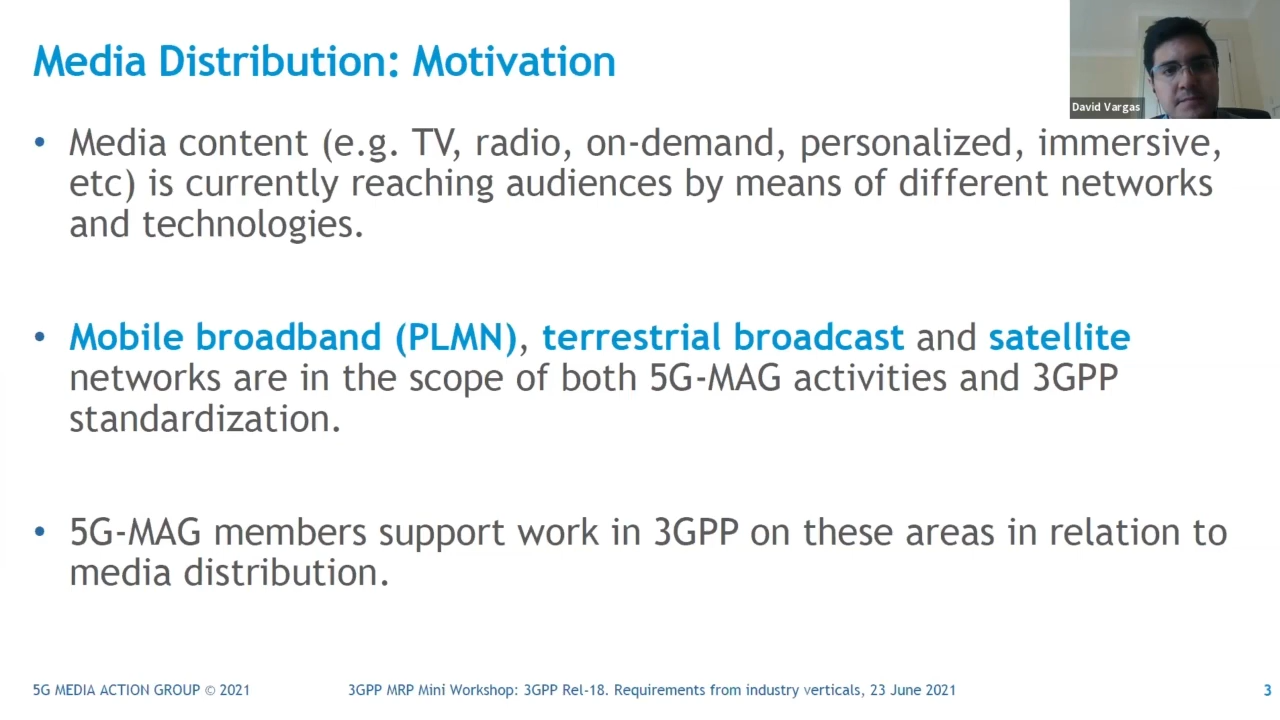 Media Distribution: Motivation
David Vargas
• Media content (e.g. TV, radio, on-demand, personalized, immersive,
etc) is currently reaching audiences by means of different networks
and technologies.
• Mobile broadband (PLMN), terrestrial broadcast and satellite
networks are in the scope of both 5G-MAG activities and 3GPP
standardization.
• 5G-MAG members support work in 3GPP on these areas in relation to
media distribution.
5G MEDIA ACTION GROUP © 2021 3GPP MRP Mini Workshop: 3GPP Rel-18. Requirements from industry verticals, 23 June 2021 3